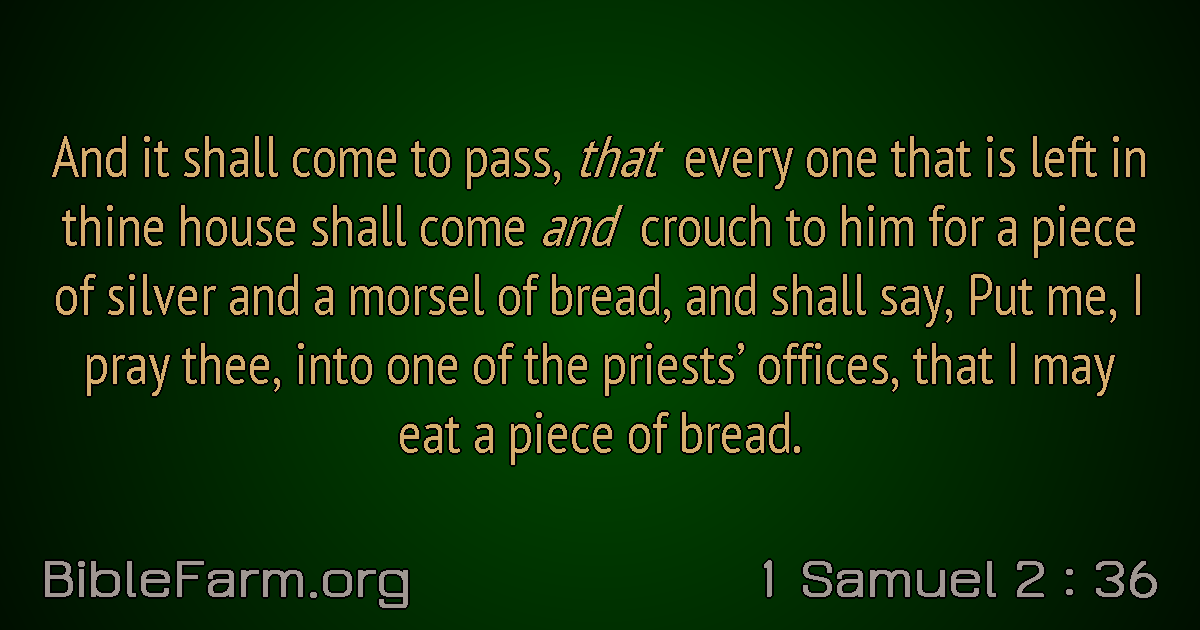 And it shall come to pass, that every one that is left in
thine house shall come and crouch to him for a piece
of silver and a morsel of bread, and shall say, Put me, I
pray thee, into one of the priests’ offices, that I may
eat a piece of bread.
BibleFarm.org
1 Samuel 2 : 36